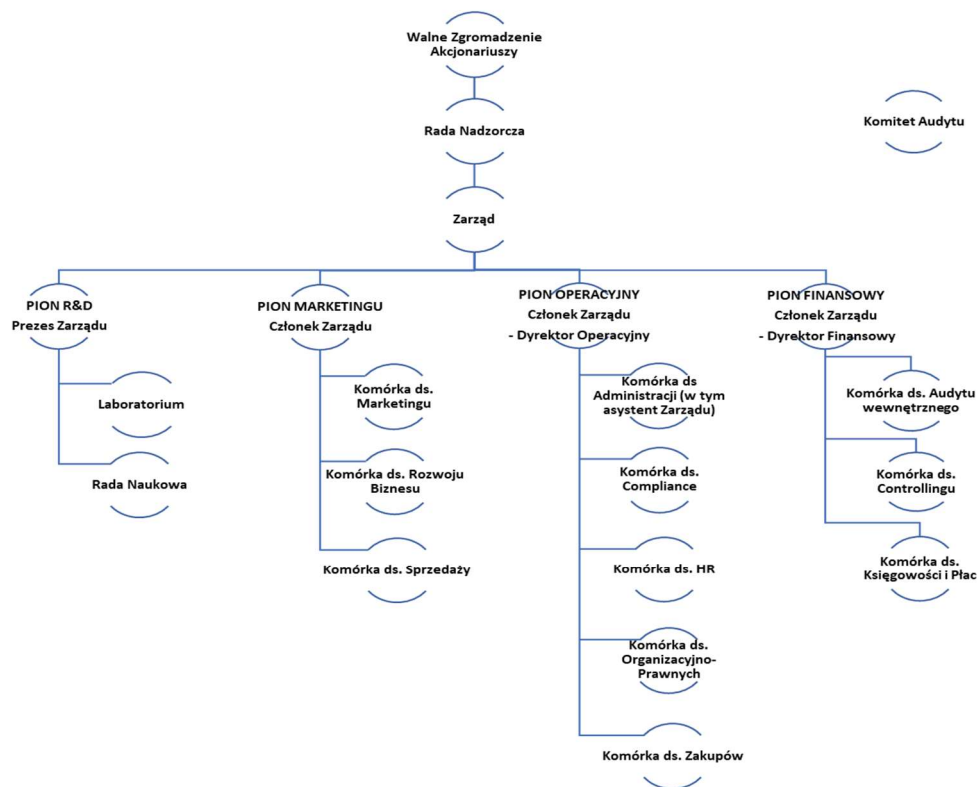 Walne Zgromadzenie
Akcjonariuszy
Komitet Audytu
Rada Nadzorcza
Zarząd
PION R&D
Prezes Zarządu
PION MARKETINGU
Członek Zarządu
PION OPERACYJNY
Członek Zarządu
- Dyrektor Operacyjny
PION FINANSOWY
Członek Zarządu
- Dyrektor Finansowy
Laboratorium
Rada Naukowa
Komórka ds.
Marketingu
Komórka ds. Rozwoju
Biznesu
Komórka ds. Sprzedaży
Komórka ds
Administracji (w tym
asystent Zarządu)
Komórka ds.
Compliance
Komórka ds. HR
Komórka ds.
Organizacyjno-
Prawnych
Komórka ds. Zakupów
Komórka ds. Audytu
wewnętrznego
Komórka ds.
Controllingu
Komórka ds.
Księgowości i Płac